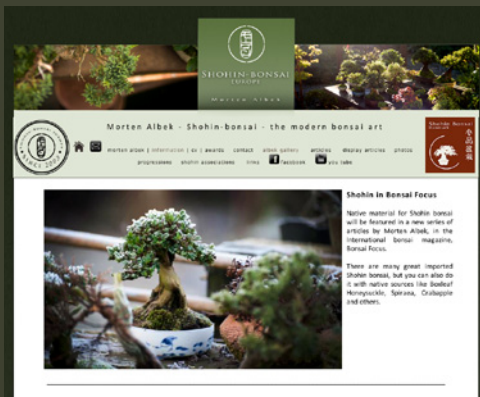 SHOHIN-BONSAI
EUROPE
Morten Albek
Morten Albek - Shohin-bonsai - the modern bonsai art
morten albek | information | cv | awards contact albek gallery articles display articles photos
progressions shohin associations links facebook you tube
SINCE 2003
Shohin Bonsai
Shohin in Bonsai Focus
Native material for Shohin bonsai
will be featured in a new series of
articles by Morten Albek, in the
international bonsai magazine,
Bonsai Focus.
There are many great imported
Shohin bonsai, but you can also do
it with native sources like Boxleaf
Honeysuckle, Spiraea, Crabapple
and others.